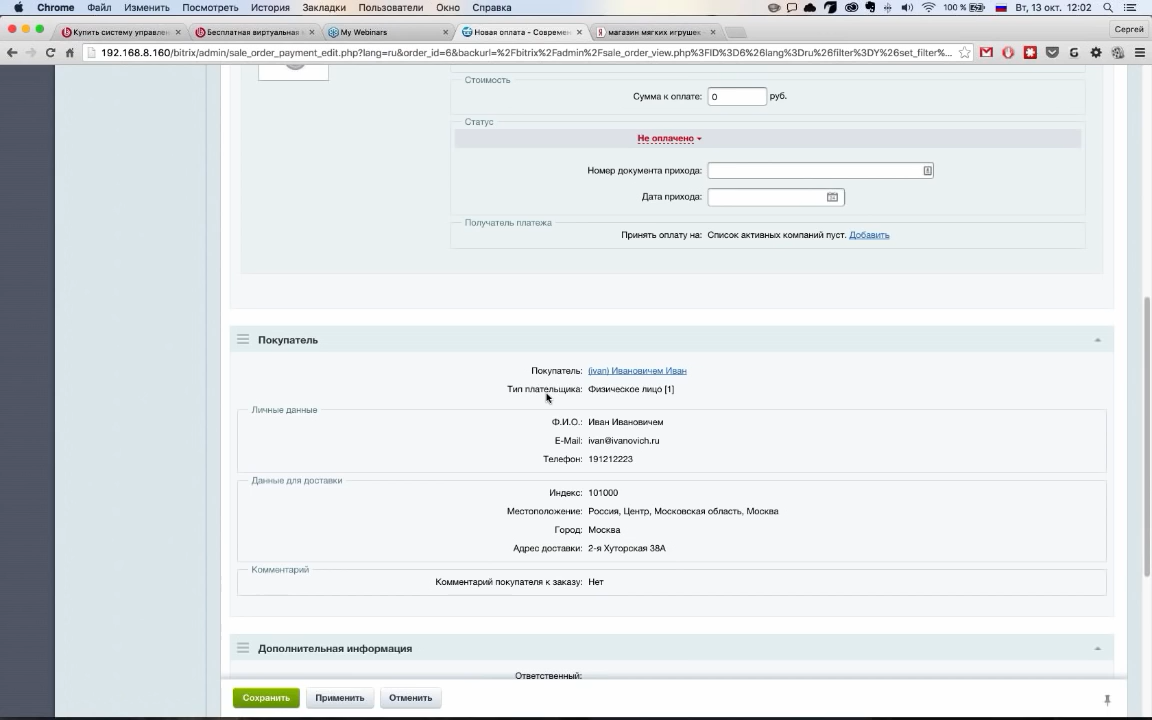 Chrome Файл Изменить Посмотреть История Закладки Пользователи Окно Справка 100 % Вт, 13 окт. 12:02
Купить систему управлен Бесплатная виртуальная My Webinars Новая оплата - Современ магазин мягких игрушек Сергей
192.168.8.160/bitrix/admin/sale_order_payment_edit.php?lang=ru&order_id=6&backurl=%2Fbitrix%2Fadmin%2Fsale_order_view.php%3FID%3D6%26lang%3Dru%26filter%3DY%26set_filter%...
Стоимость
Сумма к оплате: 0 руб.
Статус
Не оплачено
Номер документа прихода:
Дата прихода:
Получатель платежа
Принять оплату на: Список активных компаний пуст. Добавить
Покупатель
Покупатель: (ivan) Ивановичем Иван
Тип плательщика: Физическое лицо [1]
Личные данные
Ф.И.О.: Иван Ивановичем
E-Mail: ivan@ivanovich.ru
Телефон: 191212223
Данные для доставки
Индекс: 101000
Местоположение: Россия, Центр, Московская область, Москва
Город: Москва
Адрес доставки: 2-я Хуторская 38А
Комментарий
Комментарий покупателя к заказу: Нет
Дополнительная информация
Ответственный:
Сохранить Применить Отменить